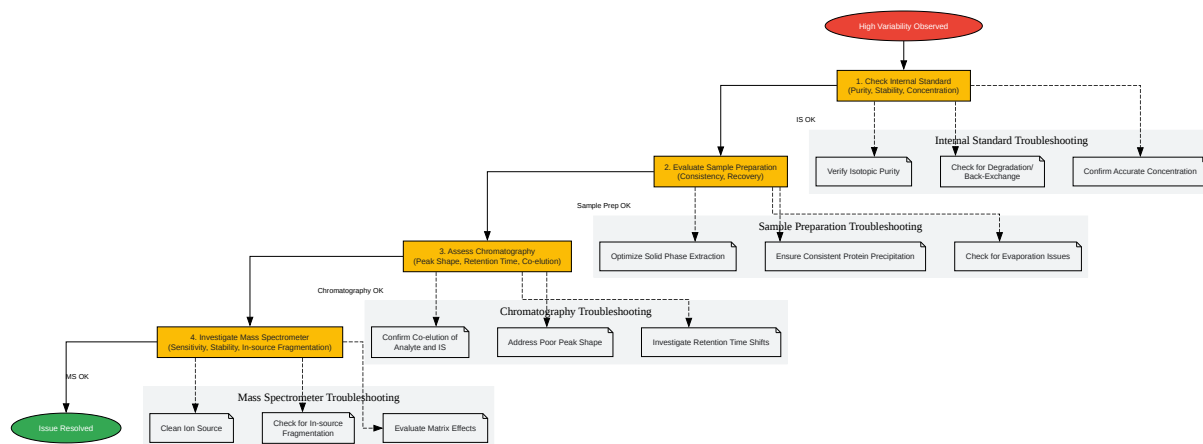 High Variability Observed
1. Check Internal Standard
(Purity, Stability, Concentration)
IS OK
Internal Standard Troubleshooting
Verify Isotopic Purity
Check for Degradation/
Back-Exchange
Confirm Accurate Concentration
2. Evaluate Sample Preparation
(Consistency, Recovery)
Sample Prep OK
Sample Preparation Troubleshooting
Optimize Solid Phase Extraction
Ensure Consistent Protein Precipitation
Check for Evaporation Issues
3. Assess Chromatography
(Peak Shape, Retention Time, Co-elution)
Chromatography OK
Chromatography Troubleshooting
Confirm Co-elution of
Analyte and IS
Address Poor Peak Shape
Investigate Retention Time Shifts
4. Investigate Mass Spectrometer
(Sensitivity, Stability, In-source Fragmentation)
MS OK
Mass Spectrometer Troubleshooting
Clean Ion Source
Check for In-source
Fragmentation
Evaluate Matrix Effects
Issue Resolved